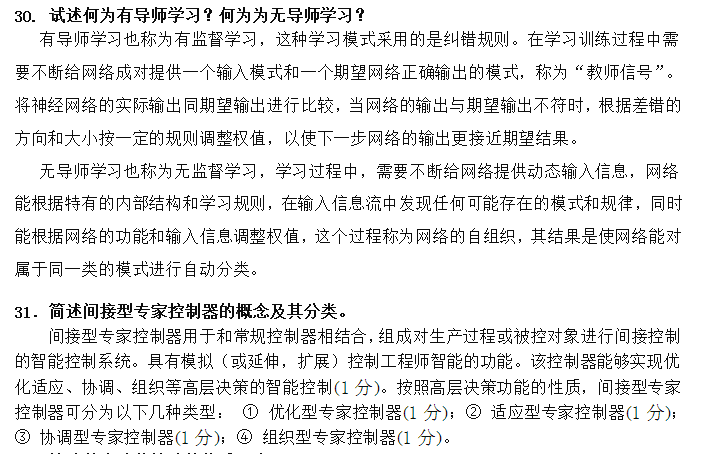 30. 试述何为有导师学习？何为为无导师学习？
有导师学习也称为有监督学习，这种学习模式采用的是纠错规则。在学习训练过程中需
要不断给网络成对提供一个输入模式和一个期望网络正确输出的模式，称为“教师信号”。
将神经网络的实际输出同期望输出进行比较，当网络的输出与期望输出不符时，根据差错的
方向和大小按一定的规则调整权值，以使下一步网络的输出更接近期望结果。
无导师学习也称为无监督学习，学习过程中，需要不断给网络提供动态输入信息，网络
能根据特有的内部结构和学习规则，在输入信息流中发现任何可能存在的模式和规律，同时
能根据网络的功能和输入信息调整权值，这个过程称为网络的自组织，其结果是使网络能对
属于同一类的模式进行自动分类。
31. 简述间接型专家控制器的概念及其分类。
间接型专家控制器用于和常规控制器相结合，组成对生产过程或被控对象进行间接控制
的智能控制系统。具有模拟（或延伸，扩展）控制工程师智能的功能。该控制器能够实现优
化适应、协调、组织等高层决策的智能控制(1 分)。按照高层决策功能的性质，间接型专家
控制器可分为以下几种类型： ① 优化型专家控制器(1 分)；② 适应型专家控制器(1 分)；
③ 协调型专家控制器(1 分)；④ 组织型专家控制器(1 分)。